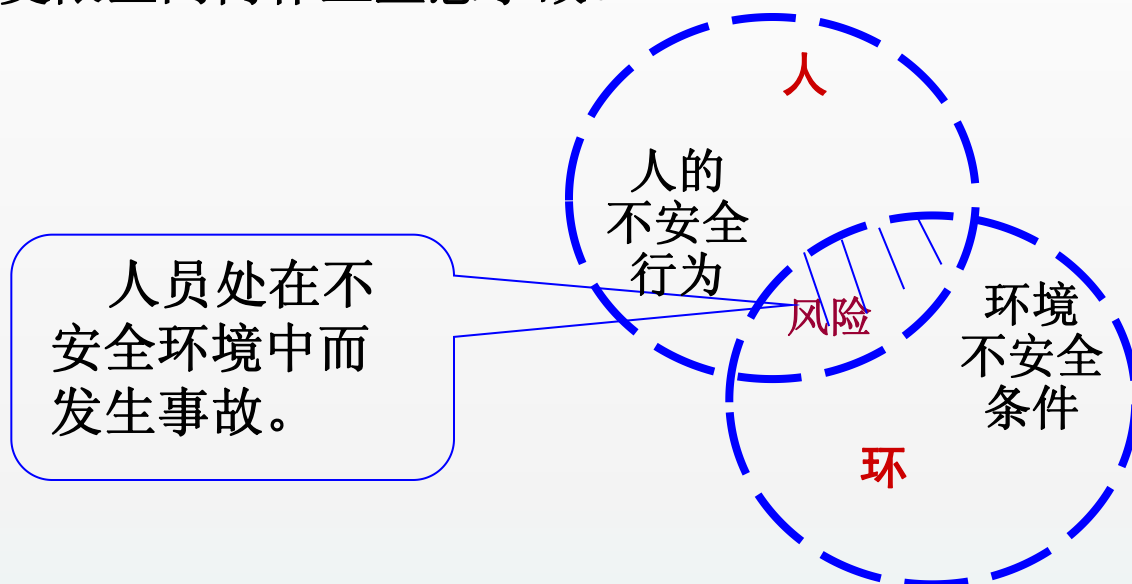 人
人的
不安全
行为
人员处在不
安全环境中而
发生事故。
风险
环境
不安全
条件
环